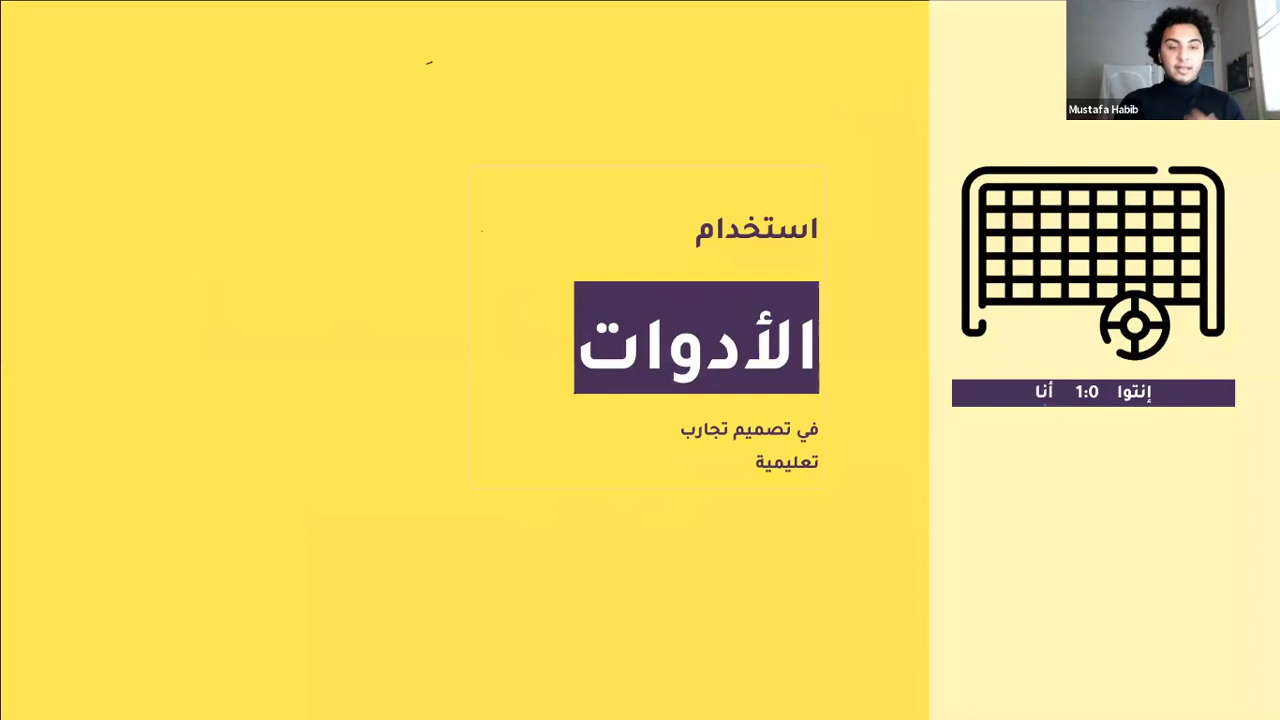 Mustafa Habib
استخدام
الأدوات
في تصميم تجارب
تعليمية
إنتوا 1:0 أنا